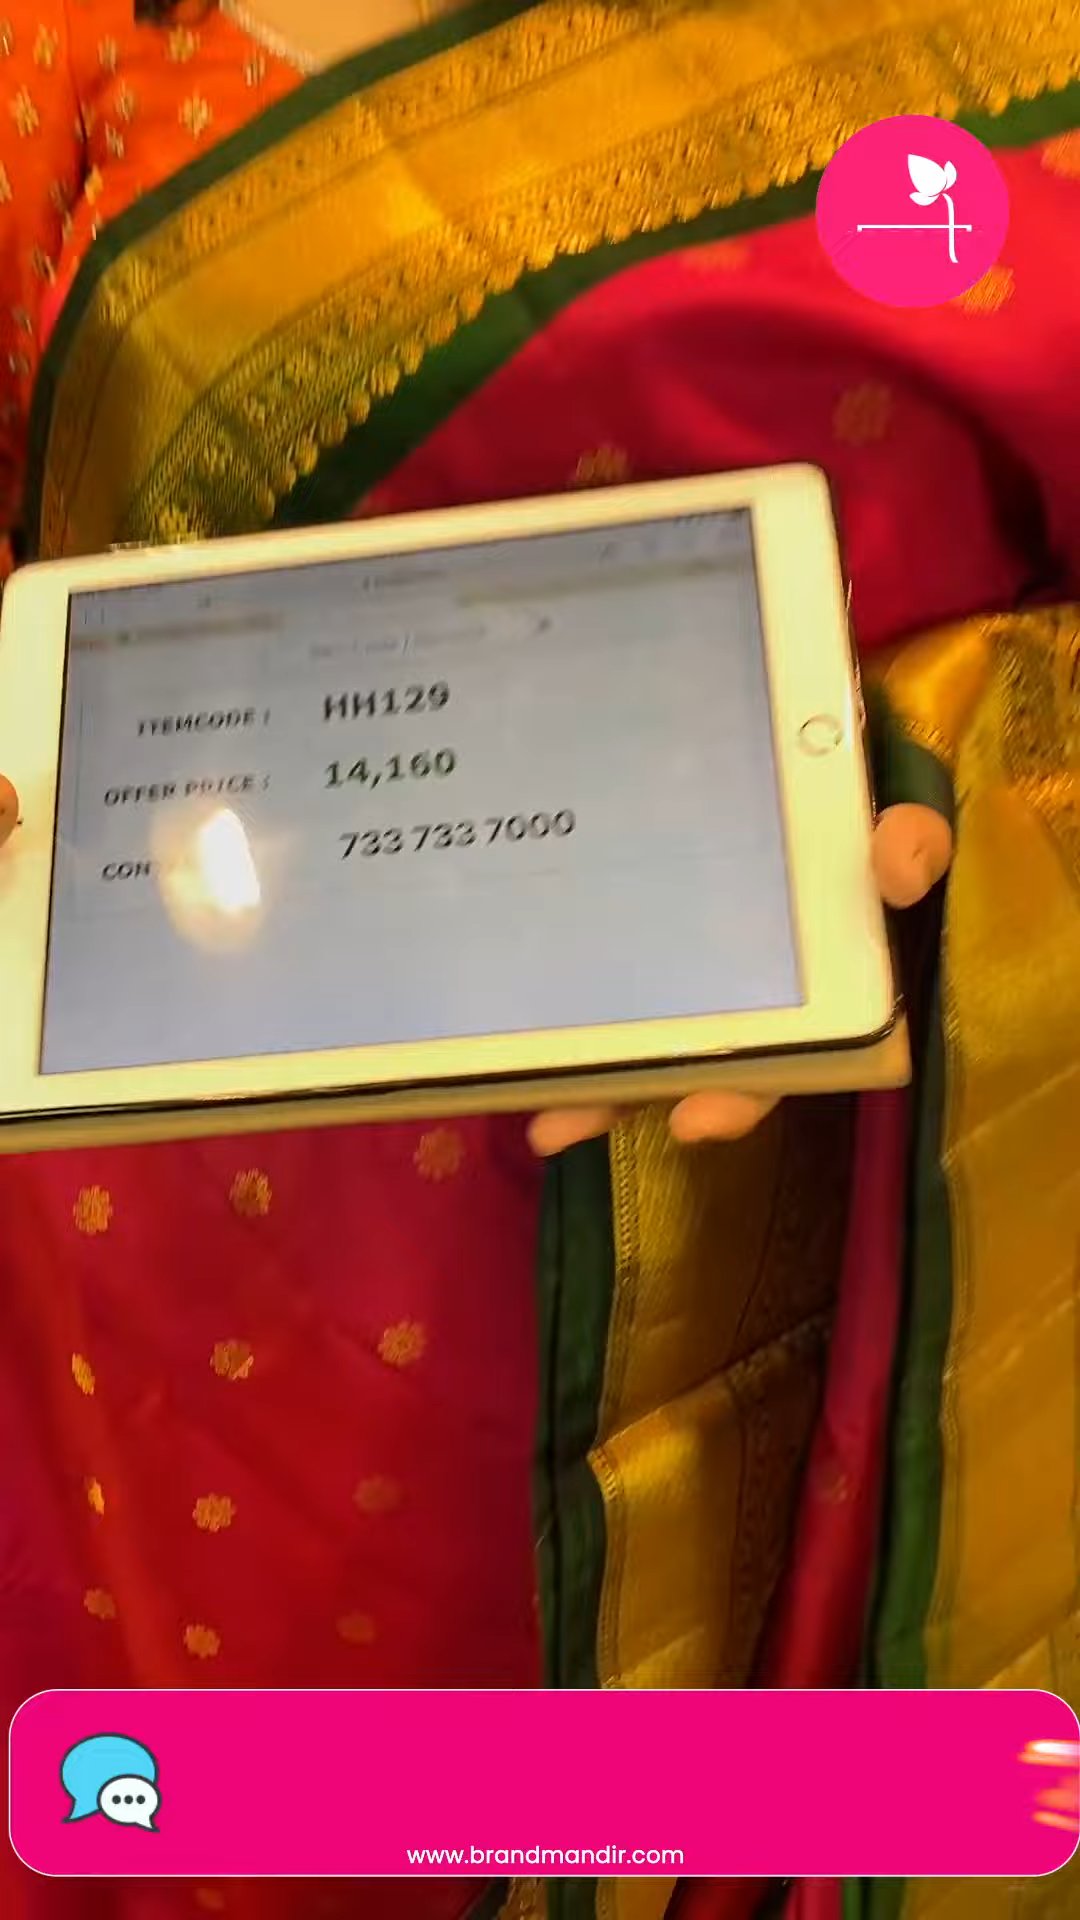 ITEMCODE : HH129
OFFER PRICE : 14,160
CON 733 733 7000
www.brandmandir.com